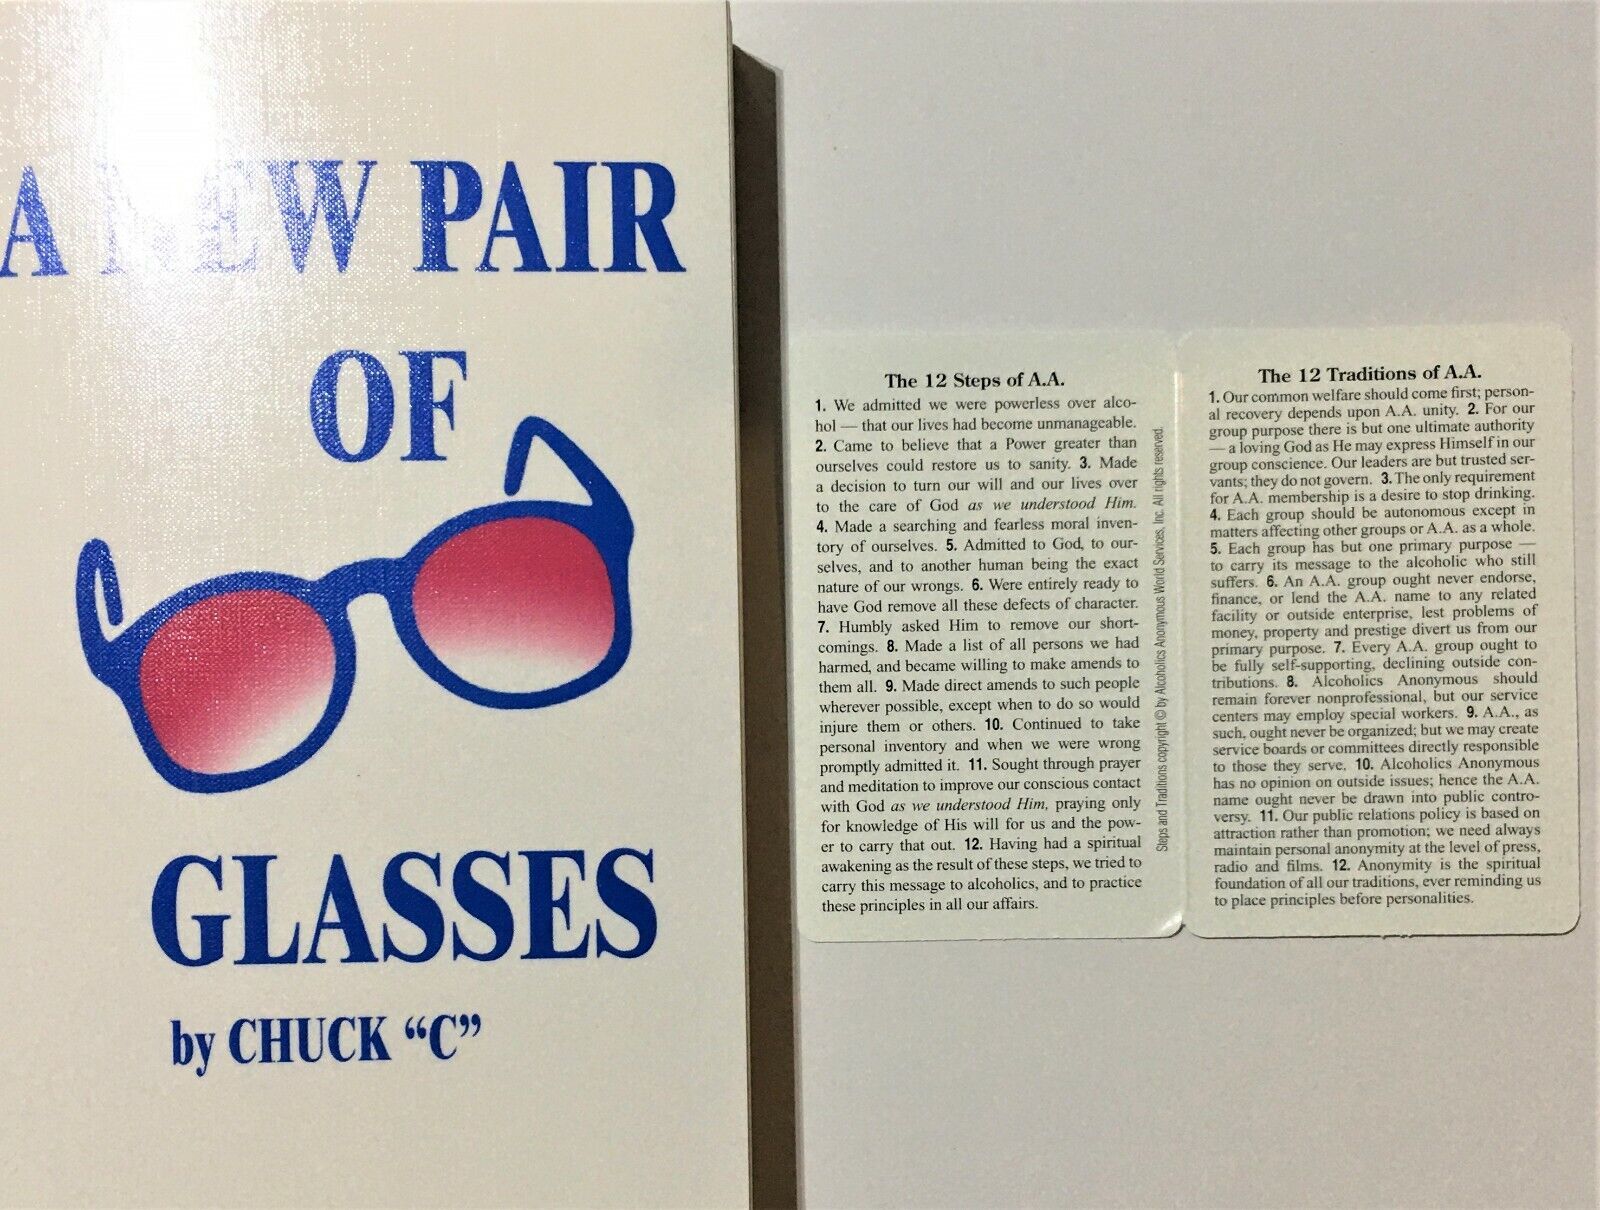 A NEW PAIR
OF
GLASSES
by CHUCK “C”
The 12 Steps of A.A.
1. We admitted we were powerless over alco-
hol — that our lives had become unmanageable.
2. Came to believe that a Power greater than
ourselves could restore us to sanity. 3. Made
a decision to turn our will and our lives over
to the care of God as we understood Him.
4. Made a searching and fearless moral inven-
tory of ourselves. 5. Admitted to God, to our-
selves, and to another human being the exact
nature of our wrongs. 6. Were entirely ready to
have God remove all these defects of character.
7. Humbly asked Him to remove our short-
comings. 8. Made a list of all persons we had
harmed, and became willing to make amends to
them all. 9. Made direct amends to such people
wherever possible, except when to do so would
injure them or others. 10. Continued to take
personal inventory and when we were wrong
promptly admitted it. 11. Sought through prayer
and meditation to improve our conscious contact
with God as we understood Him, praying only
for knowledge of His will for us and the pow-
er to carry that out. 12. Having had a spiritual
awakening as the result of these steps, we tried to
carry this message to alcoholics, and to practice
these principles in all our affairs.
Steps and Traditions copyright © by Alcoholics Anonymous World Services, Inc. All rights reserved.
The 12 Traditions of A.A.
1. Our common welfare should come first; person-
al recovery depends upon A.A. unity. 2. For our
group purpose there is but one ultimate authority
— a loving God as He may express Himself in our
group conscience. Our leaders are but trusted ser-
vants; they do not govern. 3. The only requirement
for A.A. membership is a desire to stop drinking.
4. Each group should be autonomous except in
matters affecting other groups or A.A. as a whole.
5. Each group has but one primary purpose —
to carry its message to the alcoholic who still
suffers. 6. An A.A. group ought never endorse,
finance, or lend the A.A. name to any related
facility or outside enterprise, lest problems of
money, property and prestige divert us from our
primary purpose. 7. Every A.A. group ought to
be fully self-supporting, declining outside con-
tributions. 8. Alcoholics Anonymous should
remain forever nonprofessional, but our service
centers may employ special workers. 9. A.A., as
such, ought never be organized; but we may create
service boards or committees directly responsible
to those they serve. 10. Alcoholics Anonymous
has no opinion on outside issues; hence the A.A.
name ought never be drawn into public contro-
versy. 11. Our public relations policy is based on
attraction rather than promotion; we need always
maintain personal anonymity at the level of press,
radio and films. 12. Anonymity is the spiritual
foundation of all our traditions, ever reminding us
to place principles before personalities.